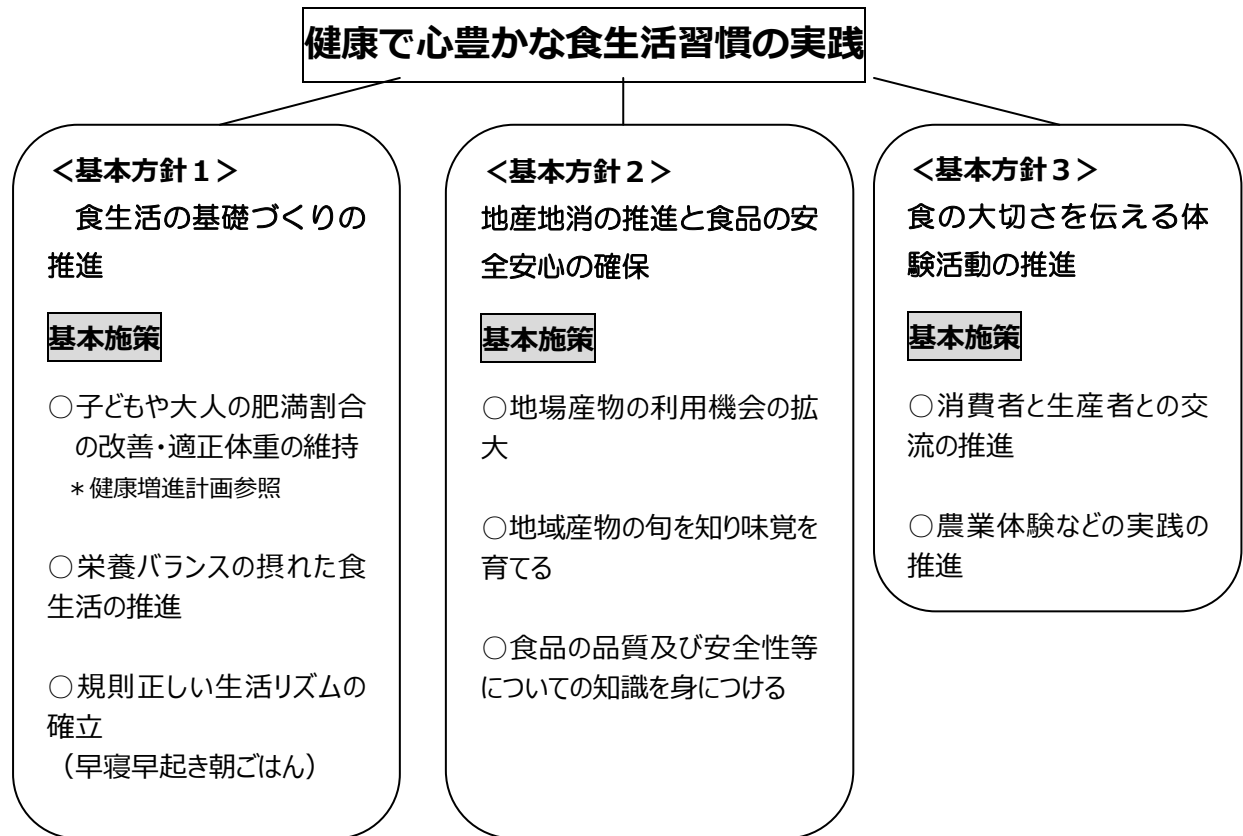 健康で心豊かな食生活習慣の実践
<基本方針１>
食生活の基礎づくりの
推進
基本施策
○子どもや大人の肥満割合
の改善・適正体重の維持
＊健康増進計画参照
○栄養バランスの摂れた食
生活の推進
○規則正しい生活リズムの
確立
（早寝早起き朝ごはん）
<基本方針２>
地産地消の推進と食品の安
全安心の確保
基本施策
○地場産物の利用機会の拡
大
○地域産物の旬を知り味覚を
育てる
○食品の品質及び安全性等
についての知識を身につける
<基本方針３>
食の大切さを伝える体
験活動の推進
基本施策
○消費者と生産者との交
流の推進
○農業体験などの実践の
推進